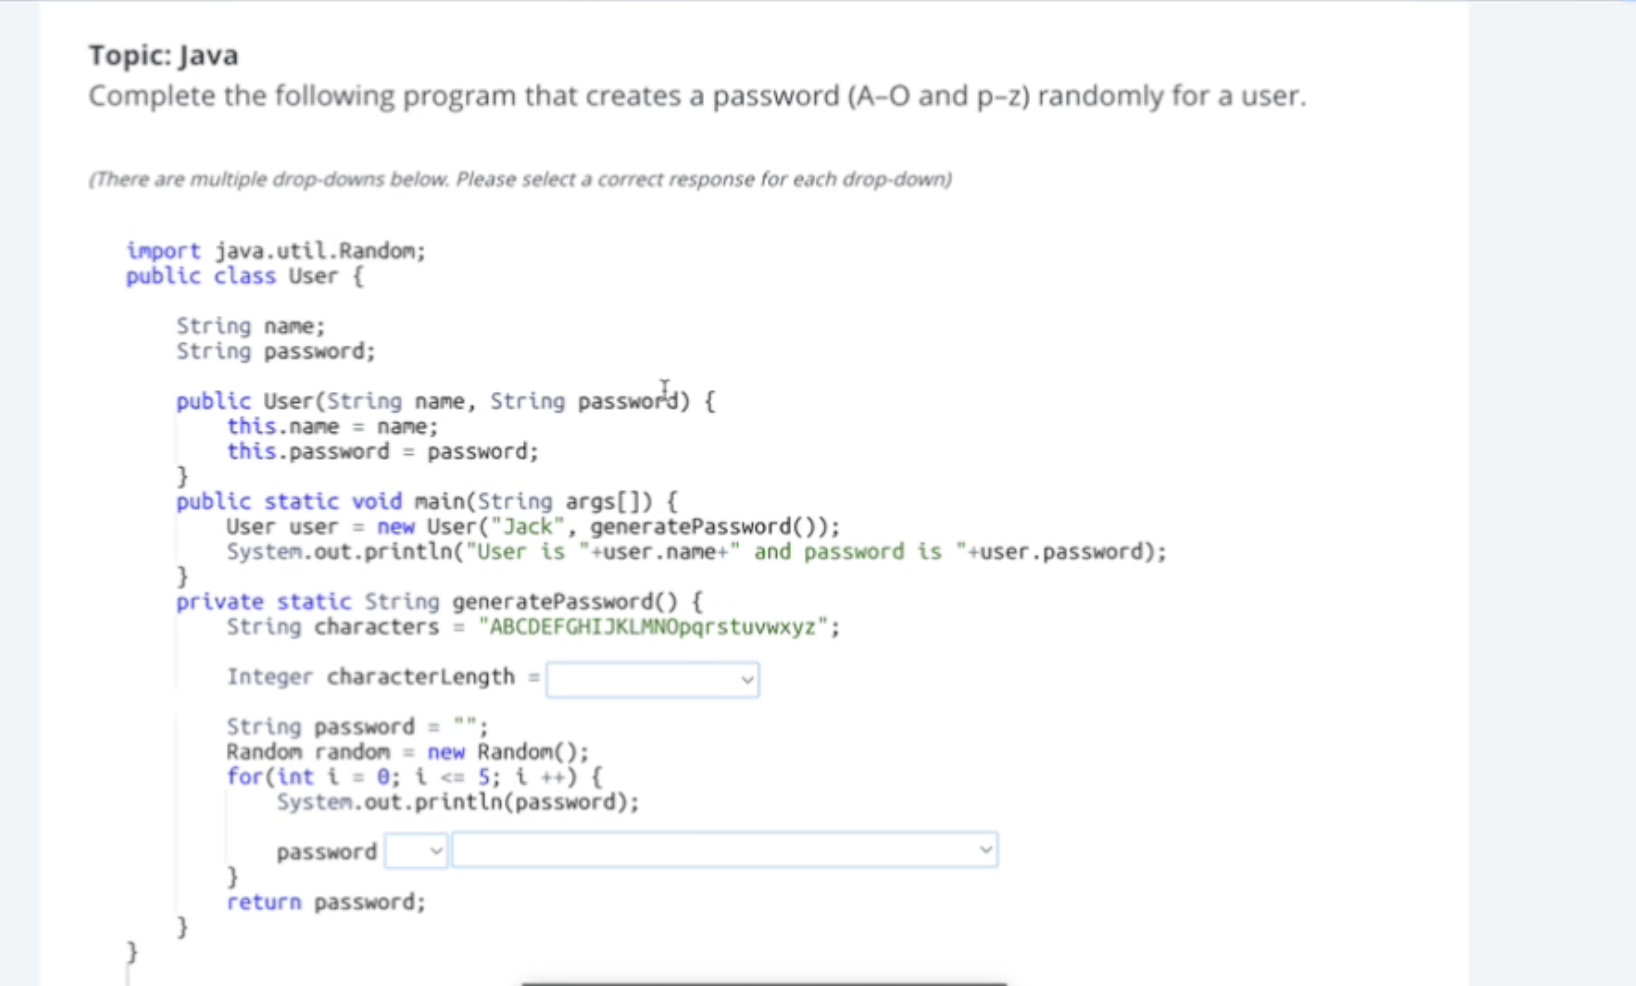 Topic: Java
Complete the following program that creates a password (A–O and p–z) randomly for a user.
(There are multiple drop-downs below. Please select a correct response for each drop-down)
import java.util.Random;
public class User {
String name;
String password;
public User(String name, String password) {
this.name = name;
this.password = password;
}
public static void main(String args[]) {
User user = new User("Jack", generatePassword());
System.out.println("User is "+user.name+" and password is "+user.password);
}
private static String generatePassword() {
String characters = "ABCDEFGHIJKLMNOpqrstuvwxyz";
Integer characterLength =
String password = "";
Random random = new Random();
for(int i = 0; i <= 5; i ++) {
System.out.println(password);
password
}
return password;
}
}